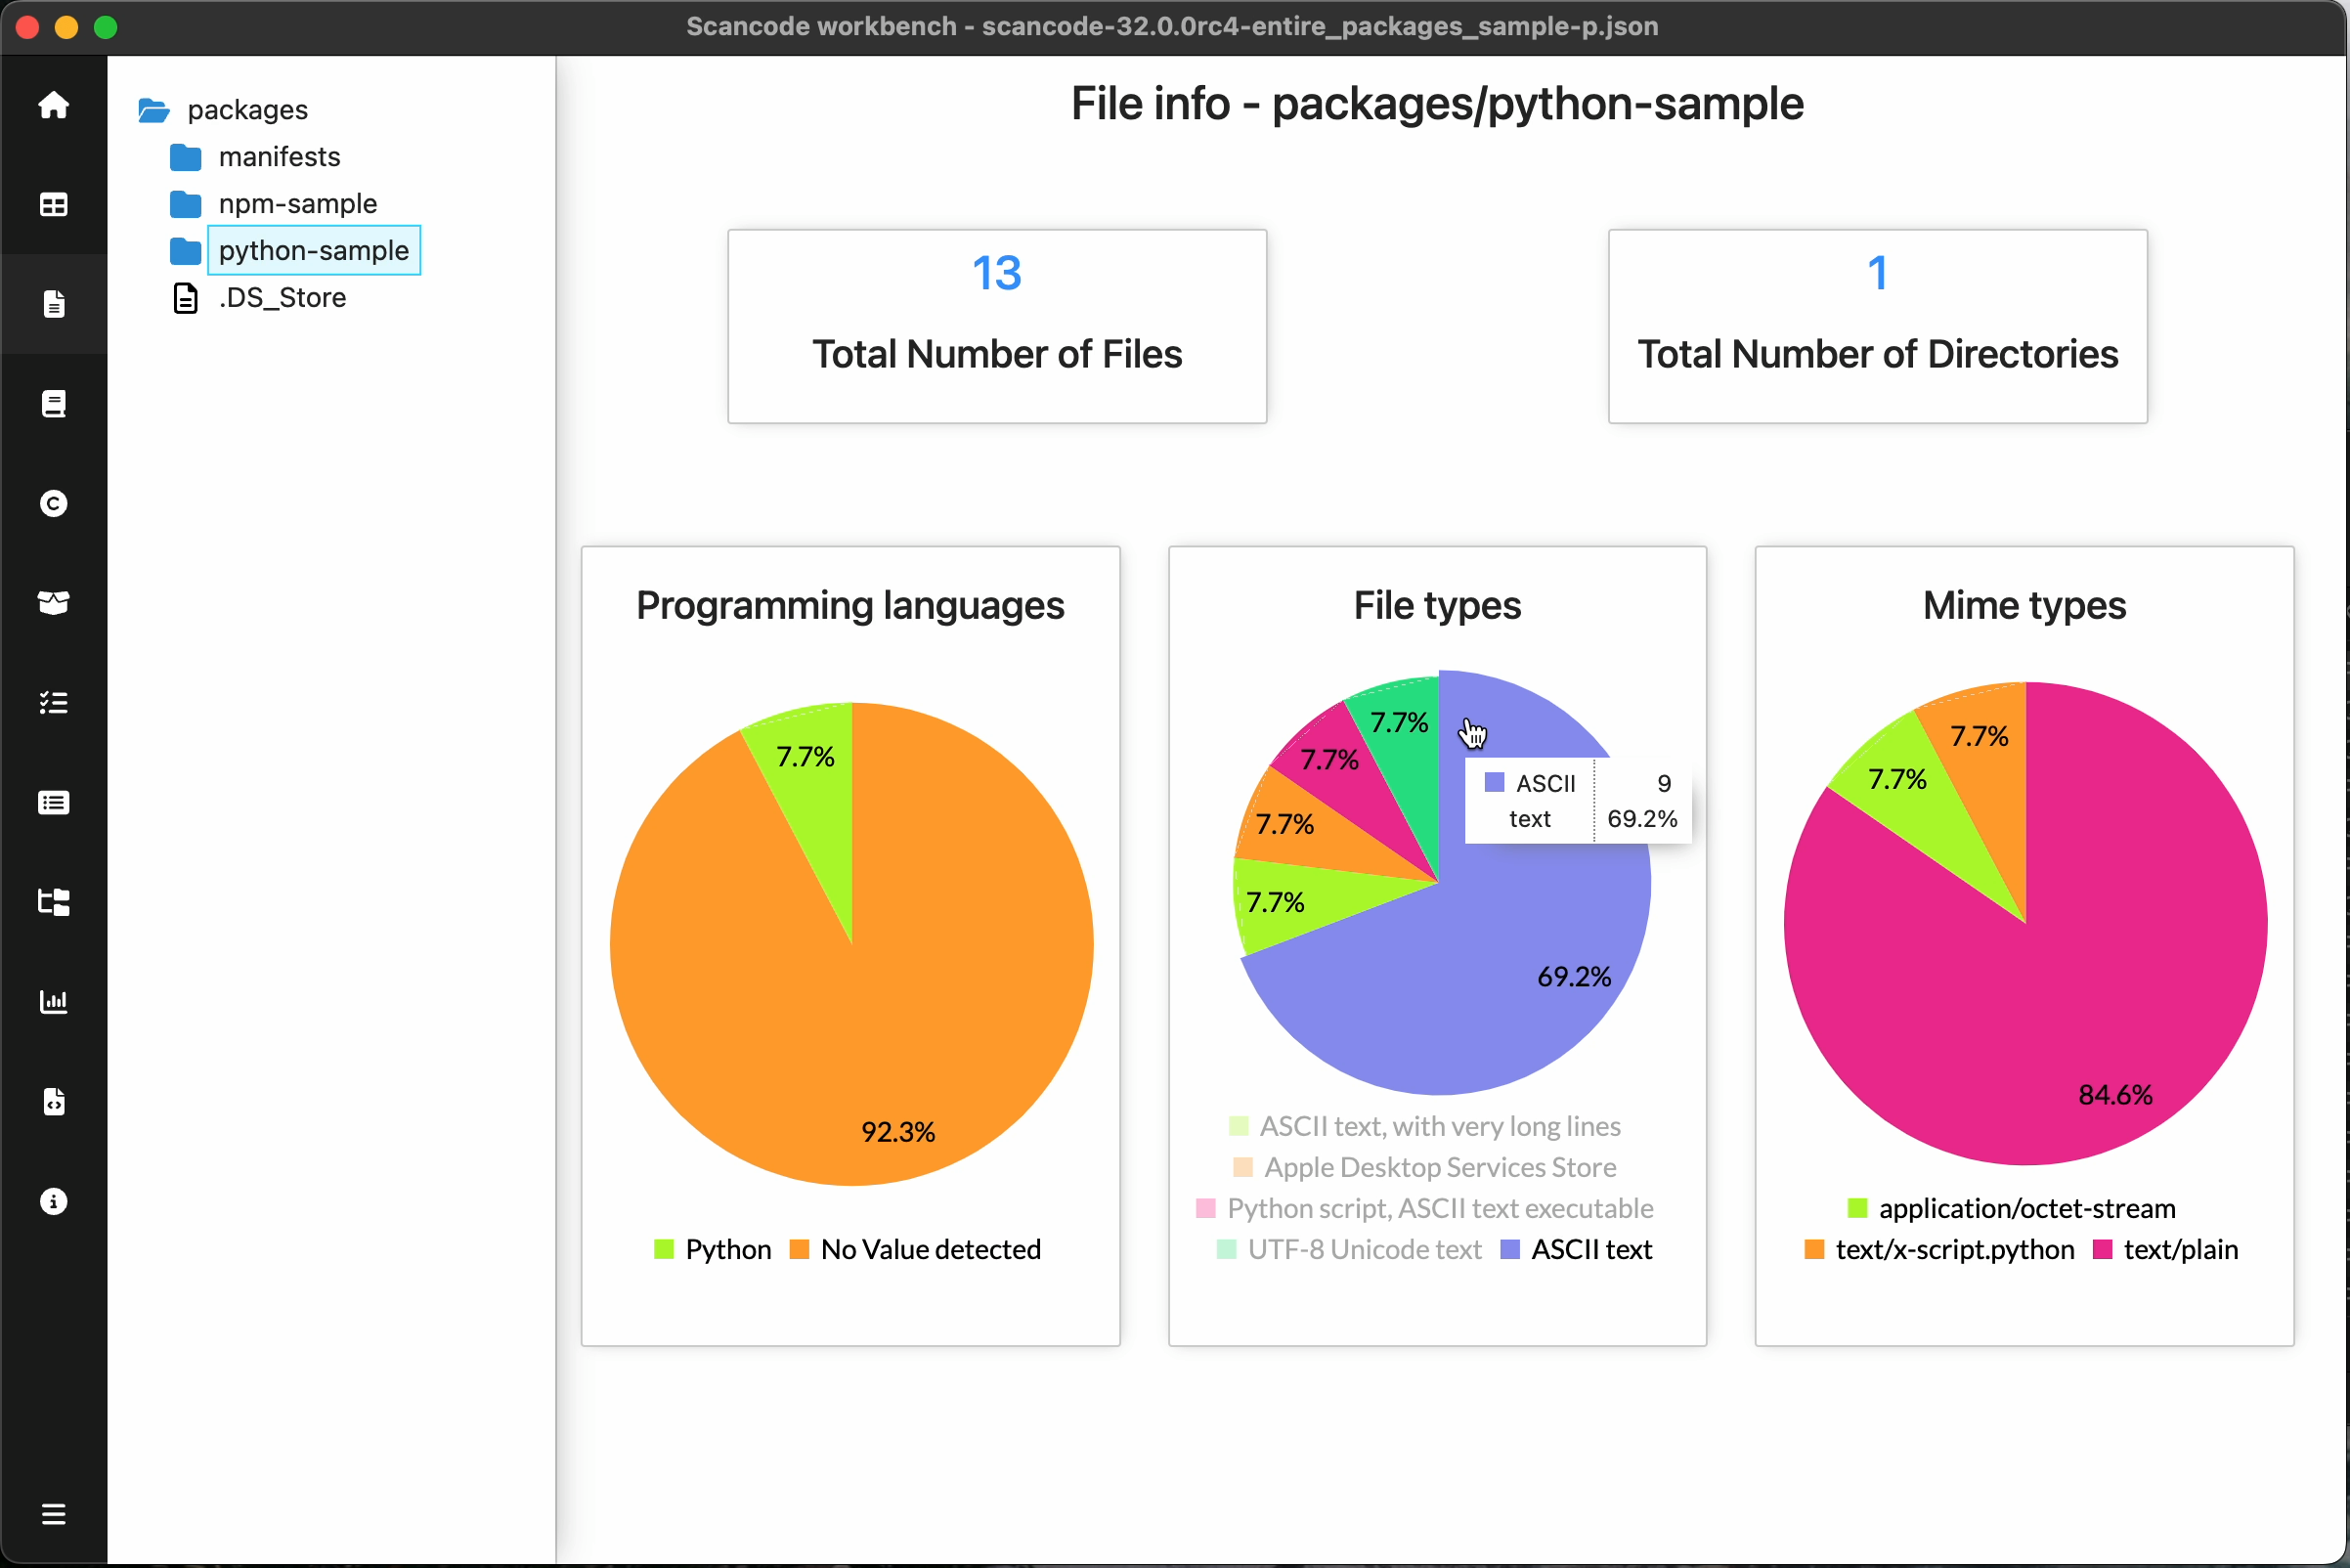 Scancode workbench - scancode-32.0.0rc4-entire_packages_sample-p.json
packages
manifests
npm-sample
python-sample
.DS_Store
File info - packages/python-sample
13
Total Number of Files
1
Total Number of Directories
Programming languages
7.7%
92.3%
Python No Value detected
File types
7.7%
7.7%
7.7%
7.7%
69.2%
ASCII 9
text 69.2%
ASCII text, with very long lines
Apple Desktop Services Store
Python script, ASCII text executable
UTF-8 Unicode text ASCII text
Mime types
7.7%
7.7%
84.6%
application/octet-stream
text/x-script.python text/plain